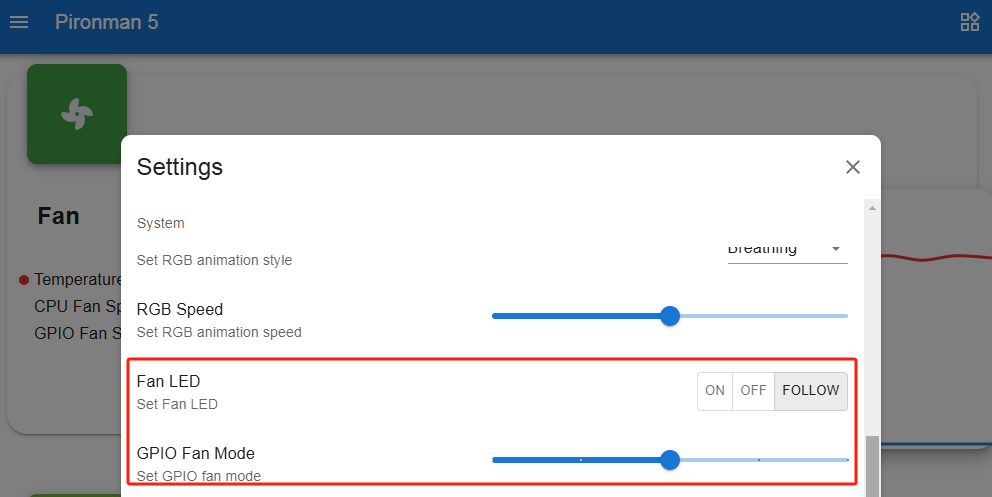 Pironman 5
Settings
System
Set RGB animation style
Breathing
Fan
Temperature
CPU Fan Sp
GPIO Fan S
RGB Speed
Set RGB animation speed
Fan LED
Set Fan LED
ON OFF FOLLOW
GPIO Fan Mode
Set GPIO fan mode